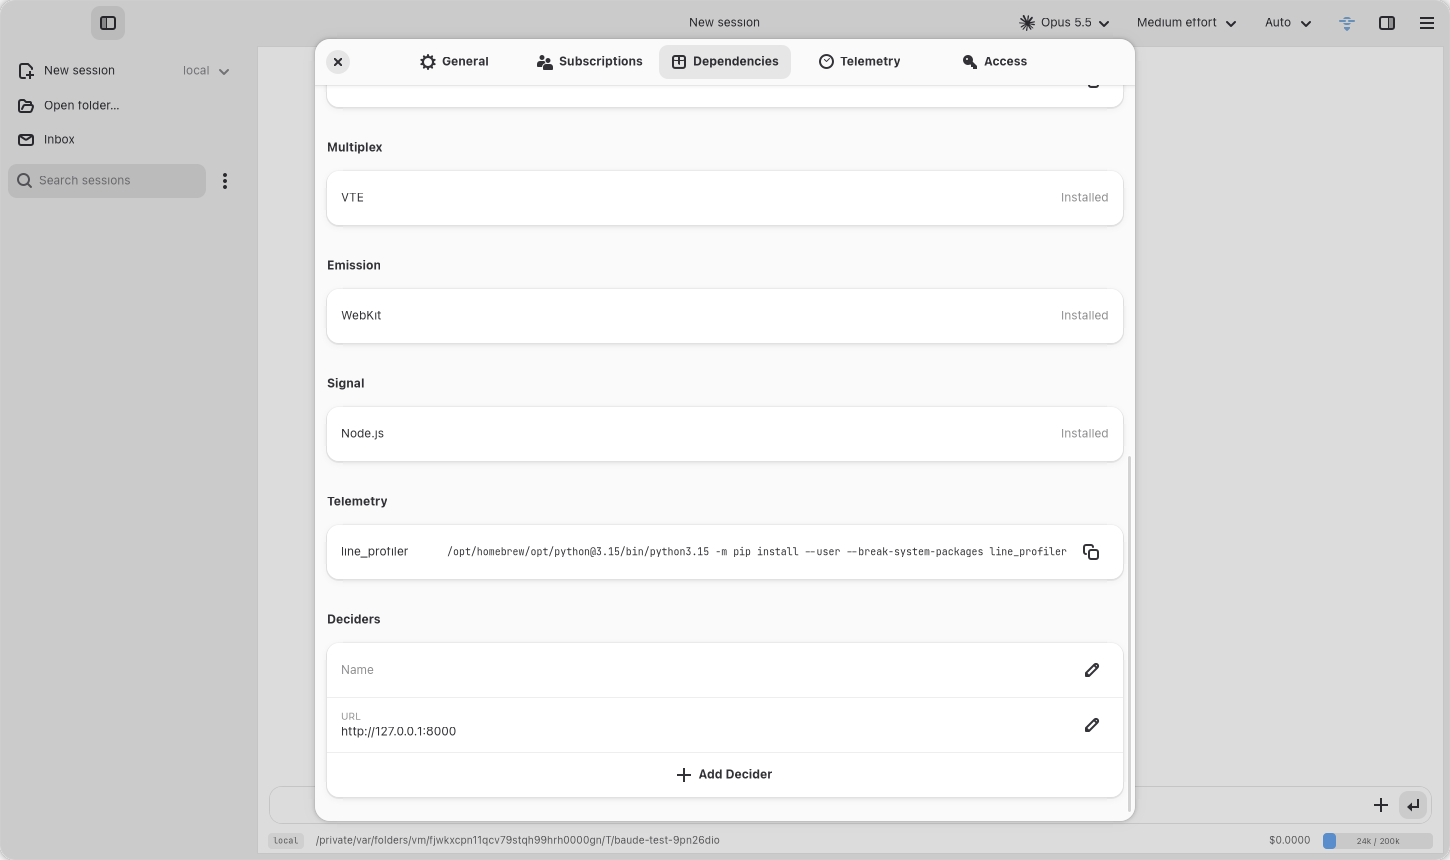 New session
Opus 5.5
Medium effort
Auto
New session
local
Open folder...
Inbox
Search sessions
General
Subscriptions
Dependencies
Telemetry
Access
Multiplex
VTE
Installed
Emission
WebKit
Installed
Signal
Node.js
Installed
Telemetry
line_profiler
/opt/homebrew/opt/python@3.15/bin/python3.15 -m pip install --user --break-system-packages line_profiler
Deciders
Name
URL
http://127.0.0.1:8000
Add Decider
local
/private/var/folders/vm/fjwkxcpn11qcv79stqh99hrh0000gn/T/baude-test-9pn26dio
$0.0000
24k / 200k